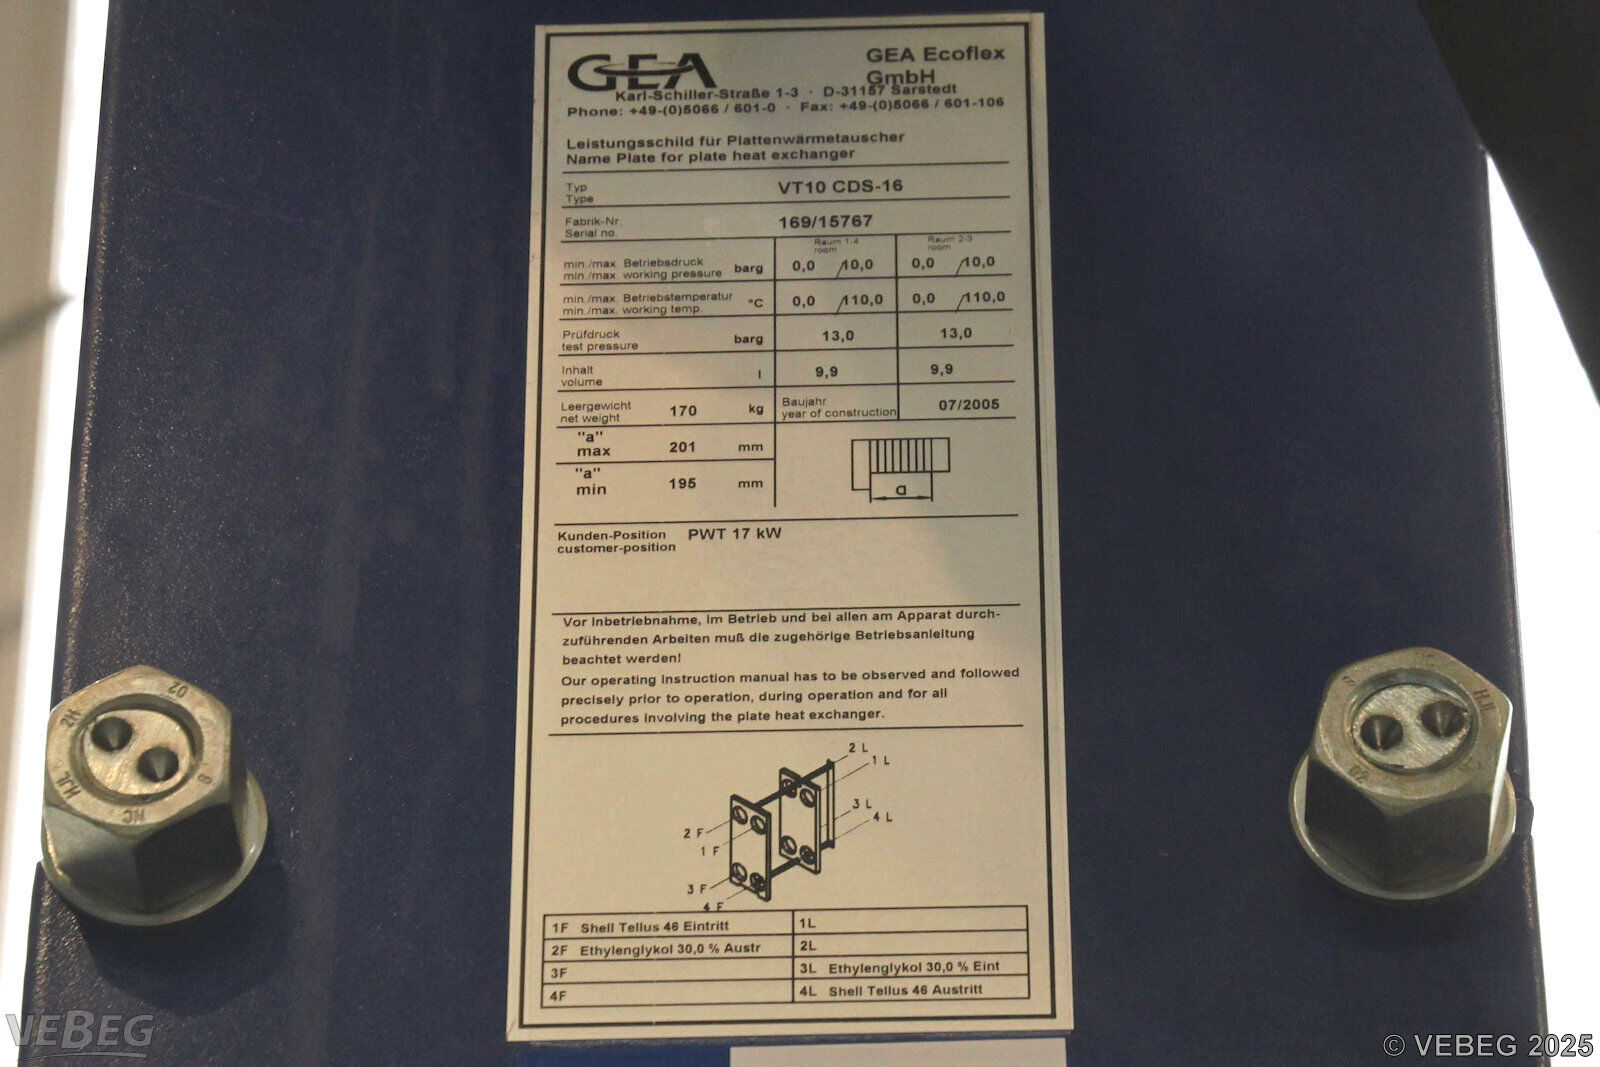 GEA
GEA Ecoflex
GmbH
Karl-Schiller-Straße 1-3 · D-31157 Sarstedt
Phone: +49-(0)5066 / 601-0 · Fax: +49-(0)5066 / 601-106
Leistungsschild für Plattenwärmetauscher
Name Plate for plate heat exchanger
Typ
Type
VT10 CDS-16
Fabrik-Nr.
Serial no.
169/15767
Raum 1-4
room
Raum 2-3
room
min./max. Betriebsdruck
min./max. working pressure
barg
0,0 /10,0
0,0 /10,0
min./max. Betriebstemperatur
min./max. working temp.
°C
0,0 /110,0
0,0 /110,0
Prüfdruck
test pressure
barg
13,0
13,0
Inhalt
volume
l
9,9
9,9
Leergewicht
net weight
170
kg
Baujahr
year of construction
07/2005
"a"
max
201
mm
"a"
min
195
mm
a
Kunden-Position
customer-position
PWT 17 kW
Vor Inbetriebnahme, im Betrieb und bei allen am Apparat durch-
zuführenden Arbeiten muß die zugehörige Betriebsanleitung
beachtet werden!
Our operating instruction manual has to be observed and followed
precisely prior to operation, during operation and for all
procedures involving the plate heat exchanger.
2 L
1 L
3 L
4 L
2 F
1 F
3 F
4 F
1F Shell Tellus 46 Eintritt
1L
2F Ethylenglykol 30,0 % Austr
2L
3F
3L Ethylenglykol 30,0 % Eint
4F
4L Shell Tellus 46 Austritt
VEBEG
© VEBEG 2025